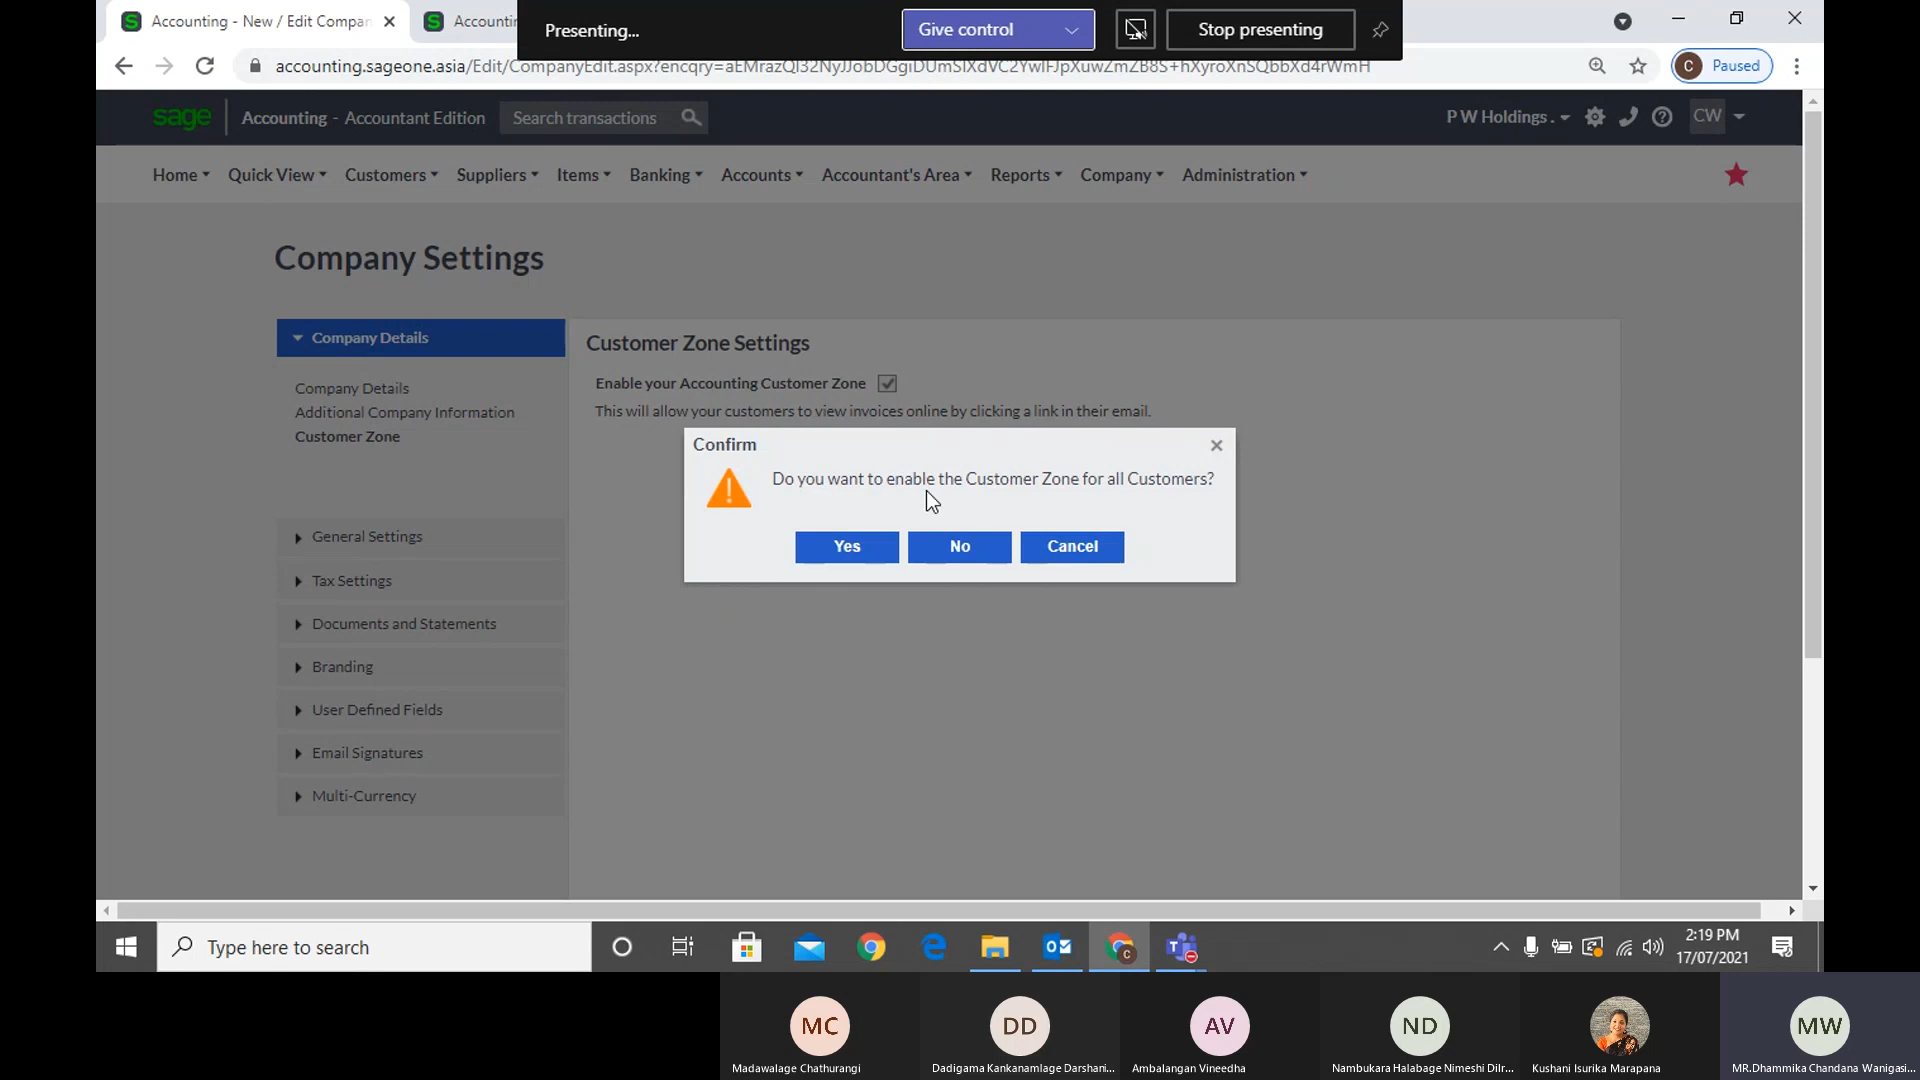 Accounting - New / Edit Compan
Accountin
Presenting...
Give control
Stop presenting
accounting.sageone.asia/Edit/CompanyEdit.aspx?encqry=
C
Paused
sage
Accounting - Accountant Edition
Search transactions
P W Holdings .
CW
Home
Quick View
Customers
Suppliers
Items
Banking
Accounts
Accountant's Area
Reports
Company
Administration
Company Settings
Company Details
Company Details
Additional Company Information
Customer Zone
General Settings
Tax Settings
Documents and Statements
Branding
User Defined Fields
Email Signatures
Multi-Currency
Customer Zone Settings
Enable your Accounting Customer Zone
This will allow your customers to view invoices online by clicking a link in their email.
Confirm
Do you want to enable the Customer Zone for all Customers?
Yes
No
Cancel
Type here to search
2:19 PM
17/07/2021
MC
Madawalage Chathurangi
DD
Dadigama Kankanamlage Darshani...
AV
Ambalangan Vineedha
ND
Nambukara Halabage Nimeshi Dilr...
Kushani Isurika Marapana
MW
MR.Dhammika Chandana Wanigasi...